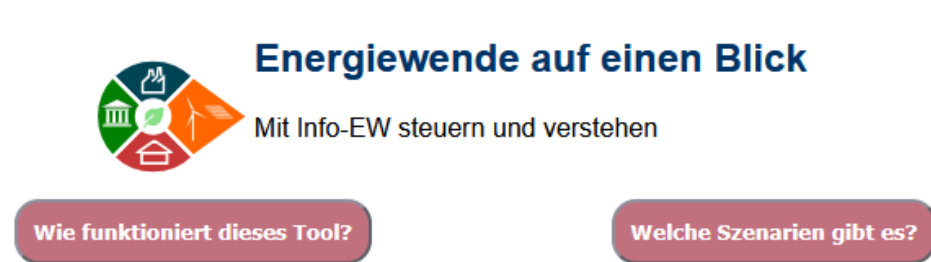 Energiewende auf einen Blick
Mit Info-EW steuern und verstehen
Wie funktioniert dieses Tool?
Welche Szenarien gibt es?